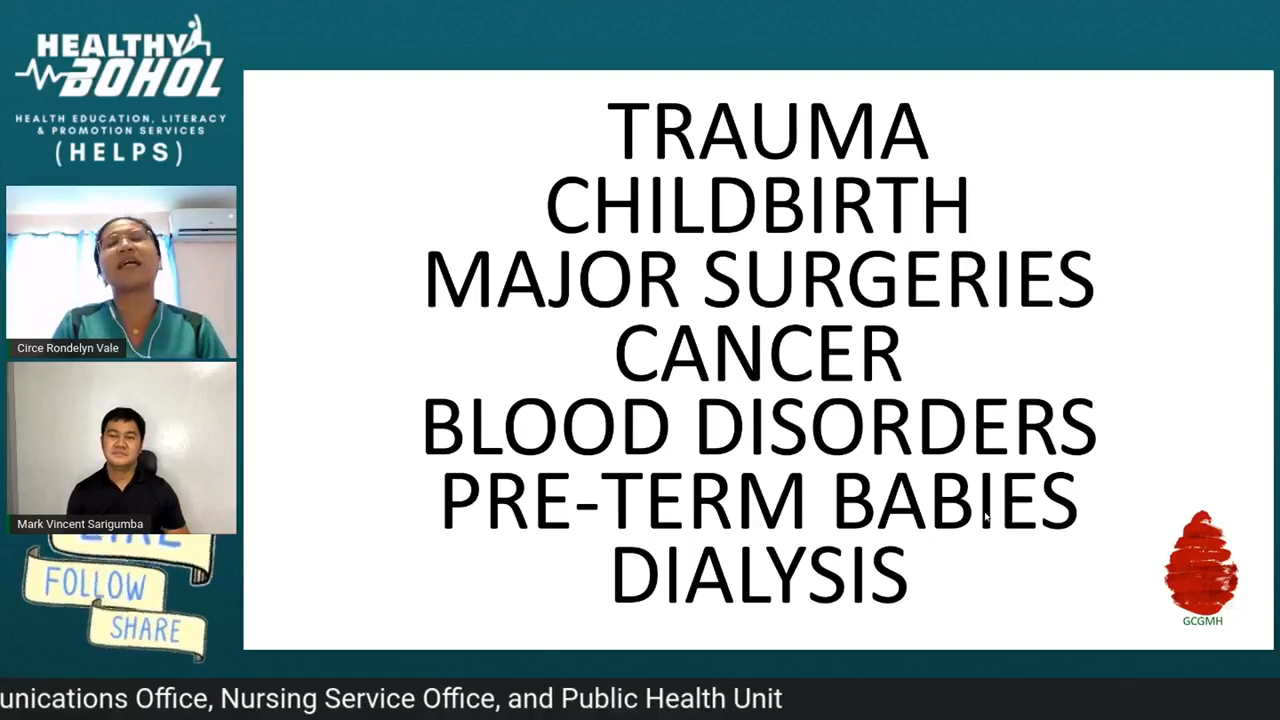 HEALTHY
BOHOL
HEALTH EDUCATION, LITERACY
& PROMOTION SERVICES
(HELPS)
Circe Rondelyn Vale
Mark Vincent Sarigumba
LIKE
FOLLOW
SHARE
TRAUMA
CHILDBIRTH
MAJOR SURGERIES
CANCER
BLOOD DISORDERS
PRE-TERM BABIES
DIALYSIS
GCGMH
unications Office, Nursing Service Office, and Public Health Unit